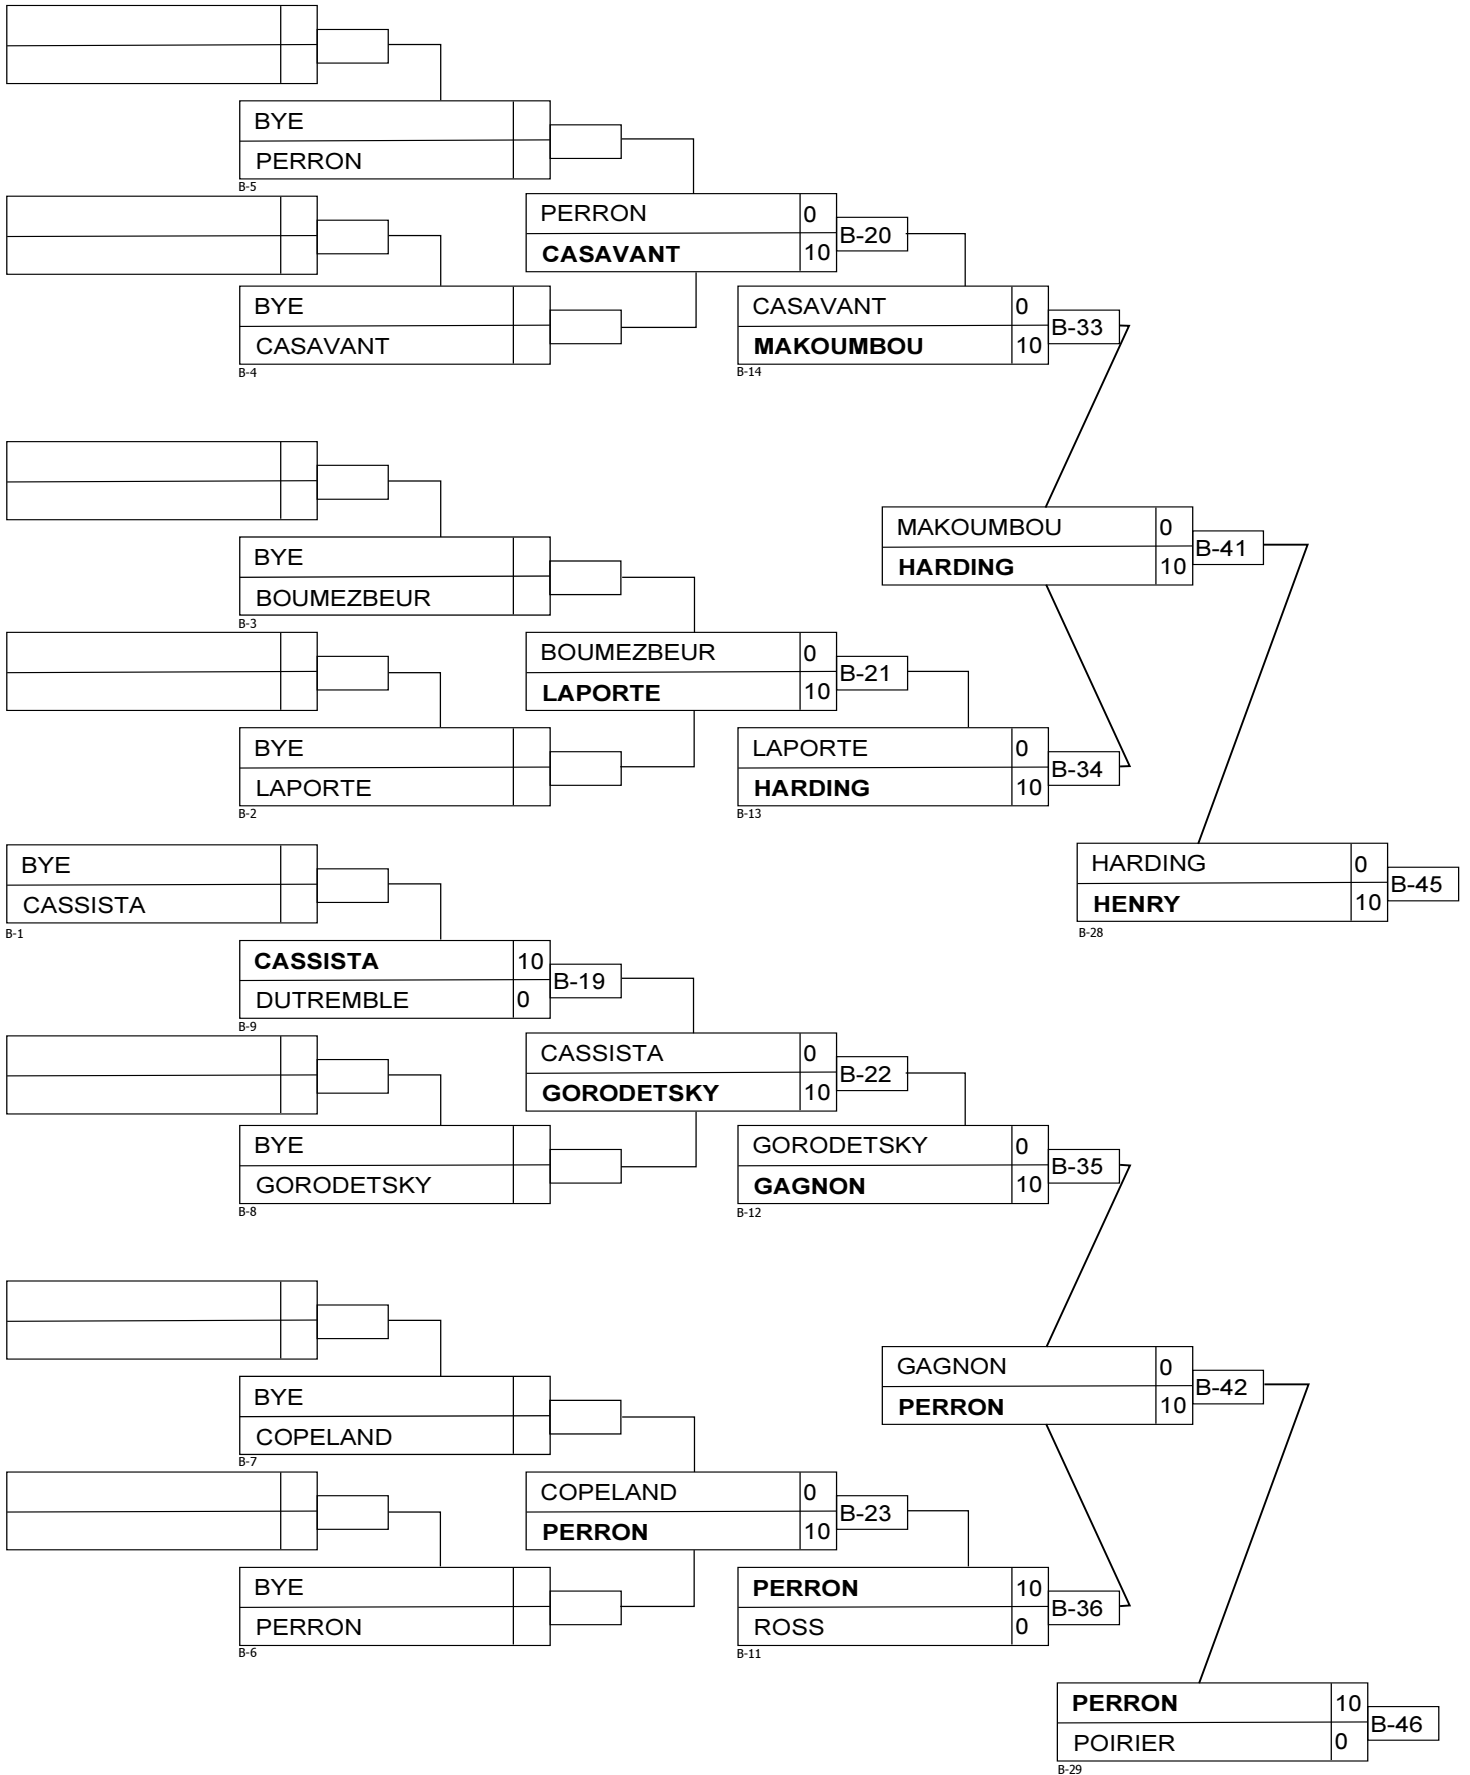 BYE
PERRON
B-5
PERRON 0
CASAVANT 10
B-20
BYE
CASAVANT
B-4
CASAVANT 0
MAKOUMBOU 10
B-33
B-14
BYE
BOUMEZBEUR
B-3
MAKOUMBOU 0
HARDING 10
B-41
BOUMEZBEUR 0
LAPORTE 10
B-21
BYE
LAPORTE
B-2
LAPORTE 0
HARDING 10
B-34
B-13
BYE
CASSISTA
B-1
HARDING 0
HENRY 10
B-45
B-28
CASSISTA 10
DUTREMBLE 0
B-19
B-9
CASSISTA 0
GORODETSKY 10
B-22
BYE
GORODETSKY
B-8
GORODETSKY 0
GAGNON 10
B-35
B-12
BYE
COPELAND
B-7
GAGNON 0
PERRON 10
B-42
COPELAND 0
PERRON 10
B-23
BYE
PERRON
B-6
PERRON 10
ROSS 0
B-36
B-11
PERRON 10
POIRIER 0
B-46
B-29